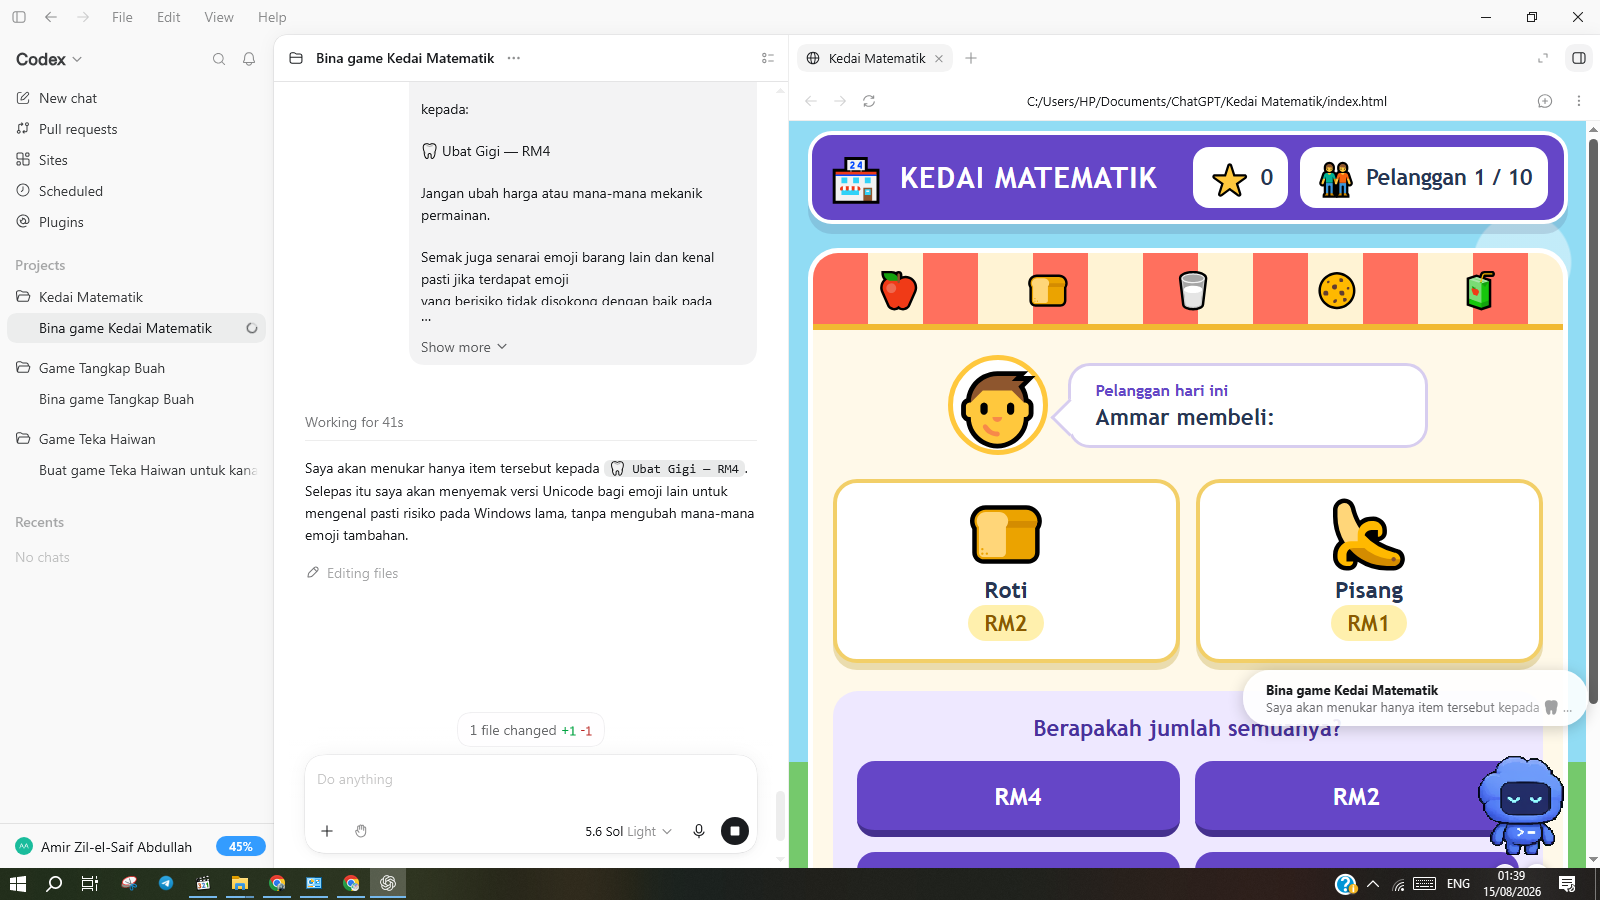 File Edit View Help
Codex
New chat
Pull requests
Sites
Scheduled
Plugins
Projects
Kedai Matematik
Bina game Kedai Matematik
Game Tangkap Buah
Bina game Tangkap Buah
Game Teka Haiwan
Buat game Teka Haiwan untuk kana
Recents
No chats
Amir Zil-el-Saif Abdullah 45%
Bina game Kedai Matematik ...
kepada:
🦷 Ubat Gigi — RM4
Jangan ubah harga atau mana-mana mekanik
permainan.
Semak juga senarai emoji barang lain dan kenal
pasti jika terdapat emoji
yang berisiko tidak disokong dengan baik pada
...
Show more
Working for 41s
Saya akan menukar hanya item tersebut kepada 🦷 Ubat Gigi — RM4.
Selepas itu saya akan menyemak versi Unicode bagi emoji lain untuk
mengenal pasti risiko pada Windows lama, tanpa mengubah mana-mana
emoji tambahan.
Editing files
1 file changed +1 -1
Do anything
5.6 Sol Light
Kedai Matematik
C:/Users/HP/Documents/ChatGPT/Kedai Matematik/index.html
24
KEDAI MATEMATIK
0
Pelanggan 1 / 10
Pelanggan hari ini
Ammar membeli:
Roti
RM2
Pisang
RM1
Bina game Kedai Matematik
Saya akan menukar hanya item tersebut kepada 🦷 ...
Berapakah jumlah semuanya?
RM4
RM2
ENG
01:39
15/08/2026